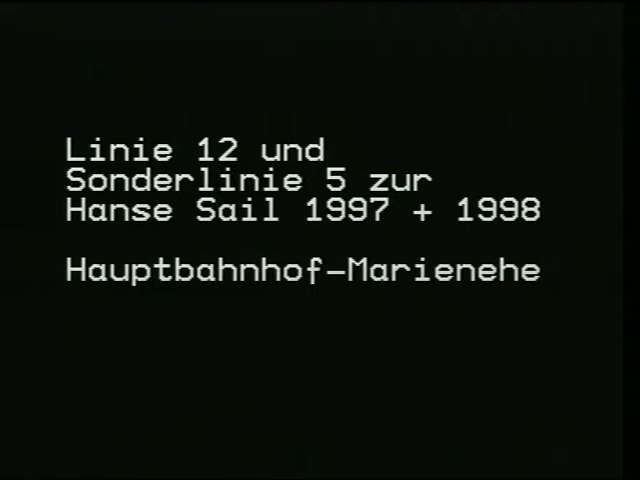 Linie 12 und
Sonderlinie 5 zur
Hanse Sail 1997 + 1998
Hauptbahnhof-Marienehe